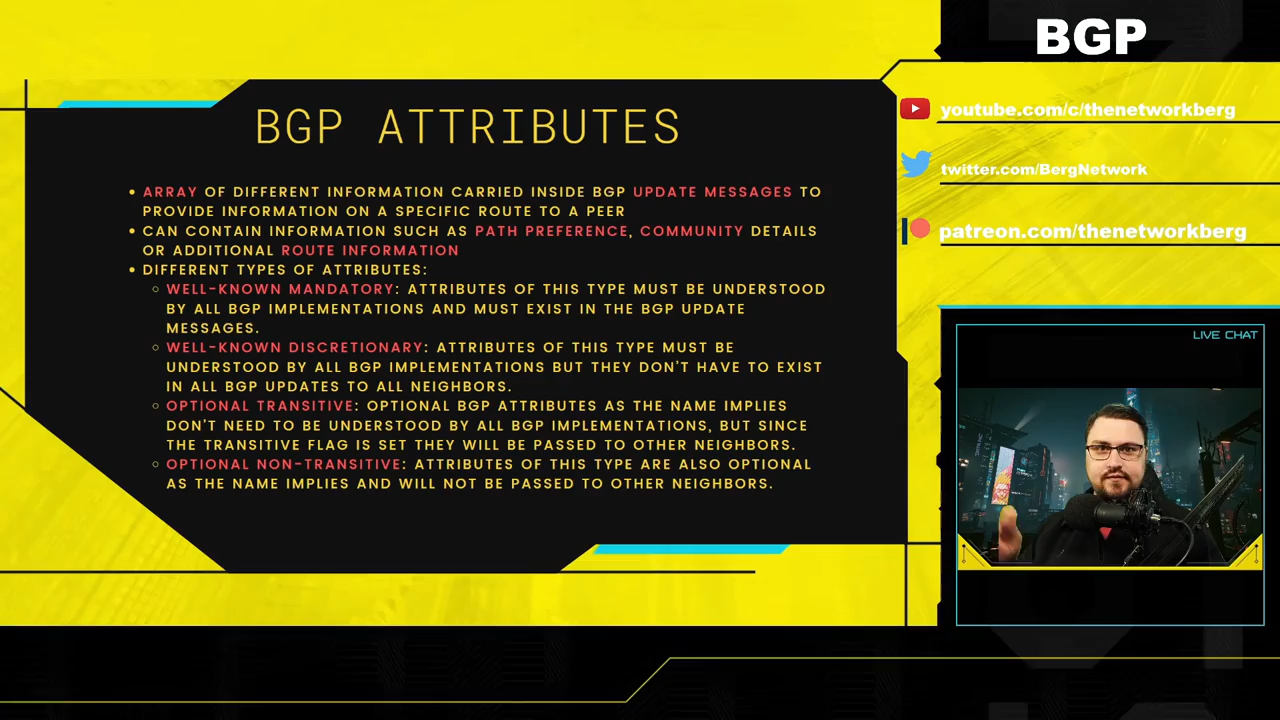 BGP
BGP ATTRIBUTES
• ARRAY OF DIFFERENT INFORMATION CARRIED INSIDE BGP UPDATE MESSAGES TO
PROVIDE INFORMATION ON A SPECIFIC ROUTE TO A PEER
• CAN CONTAIN INFORMATION SUCH AS PATH PREFERENCE, COMMUNITY DETAILS
OR ADDITIONAL ROUTE INFORMATION
• DIFFERENT TYPES OF ATTRIBUTES:
○ WELL-KNOWN MANDATORY: ATTRIBUTES OF THIS TYPE MUST BE UNDERSTOOD
BY ALL BGP IMPLEMENTATIONS AND MUST EXIST IN THE BGP UPDATE
MESSAGES.
○ WELL-KNOWN DISCRETIONARY: ATTRIBUTES OF THIS TYPE MUST BE
UNDERSTOOD BY ALL BGP IMPLEMENTATIONS BUT THEY DON'T HAVE TO EXIST
IN ALL BGP UPDATES TO ALL NEIGHBORS.
○ OPTIONAL TRANSITIVE: OPTIONAL BGP ATTRIBUTES AS THE NAME IMPLIES
DON'T NEED TO BE UNDERSTOOD BY ALL BGP IMPLEMENTATIONS, BUT SINCE
THE TRANSITIVE FLAG IS SET THEY WILL BE PASSED TO OTHER NEIGHBORS.
○ OPTIONAL NON-TRANSITIVE: ATTRIBUTES OF THIS TYPE ARE ALSO OPTIONAL
AS THE NAME IMPLIES AND WILL NOT BE PASSED TO OTHER NEIGHBORS.
youtube.com/c/thenetworkberg
twitter.com/BergNetwork
patreon.com/thenetworkberg
LIVE CHAT